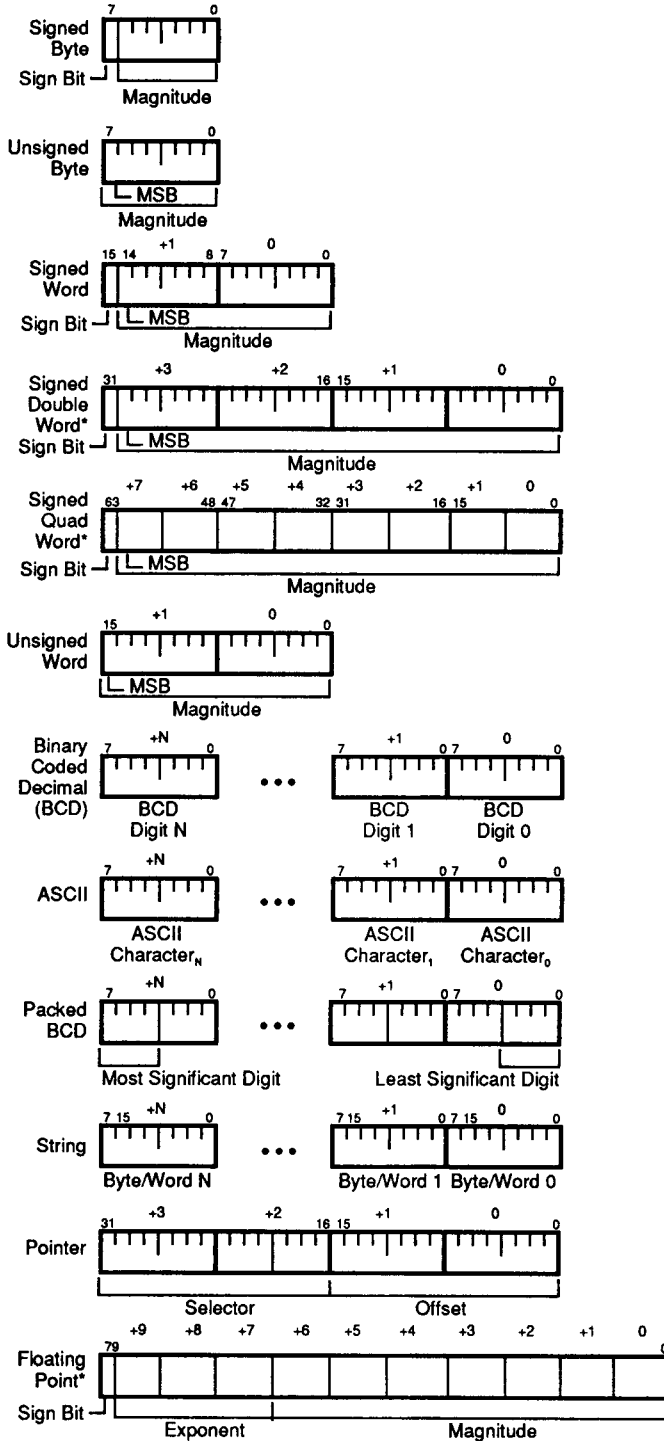 7 0
Signed
Byte
Sign Bit
Magnitude
7 0
Unsigned
Byte
MSB
Magnitude
+1 0
15 14 8 7 0
Signed
Word
Sign Bit
MSB
Magnitude
+3 +2 +1 0
31 16 15 0
Signed
Double
Word*
Sign Bit
MSB
Magnitude
+7 +6 +5 +4 +3 +2 +1 0
63 48 47 32 31 16 15 0
Signed
Quad
Word*
Sign Bit
MSB
Magnitude
+1 0
15 0
Unsigned
Word
MSB
Magnitude
+N +1 0
7 0 7 0 7 0
Binary
Coded
Decimal
(BCD)
•••
BCD BCD BCD
Digit N Digit 1 Digit 0
+N +1 0
7 0 7 0 7 0
ASCII
•••
ASCII ASCII ASCII
CharacterN Character1 Character0
+N +1 0
7 0 7 0 7 0
Packed
BCD
•••
Most Significant Digit Least Significant Digit
+N +1 0
7 15 0 7 15 0 7 15 0
String
•••
Byte/Word N Byte/Word 1 Byte/Word 0
+3 +2 +1 0
31 16 15 0
Pointer
Selector Offset
+9 +8 +7 +6 +5 +4 +3 +2 +1 0
79 0
Floating
Point*
Sign Bit
Exponent Magnitude